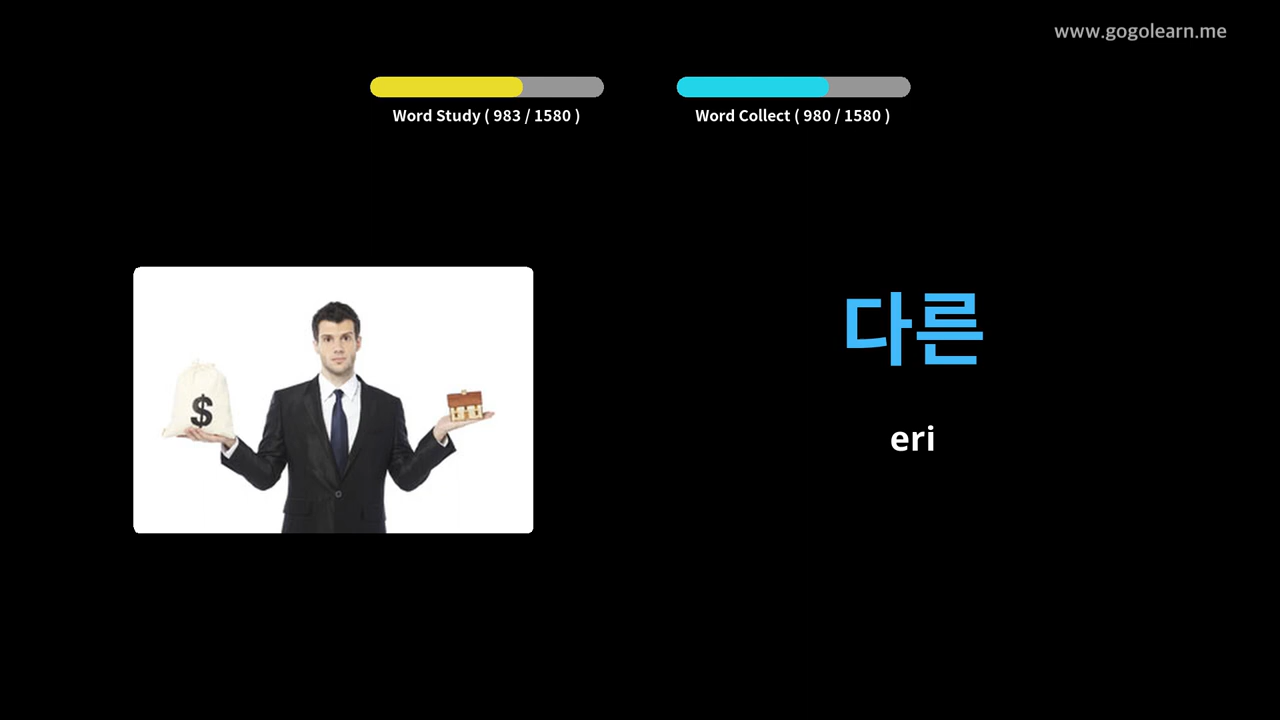 www.gogolearn.me
Word Study ( 983 / 1580 )
Word Collect ( 980 / 1580 )
$
다른
eri